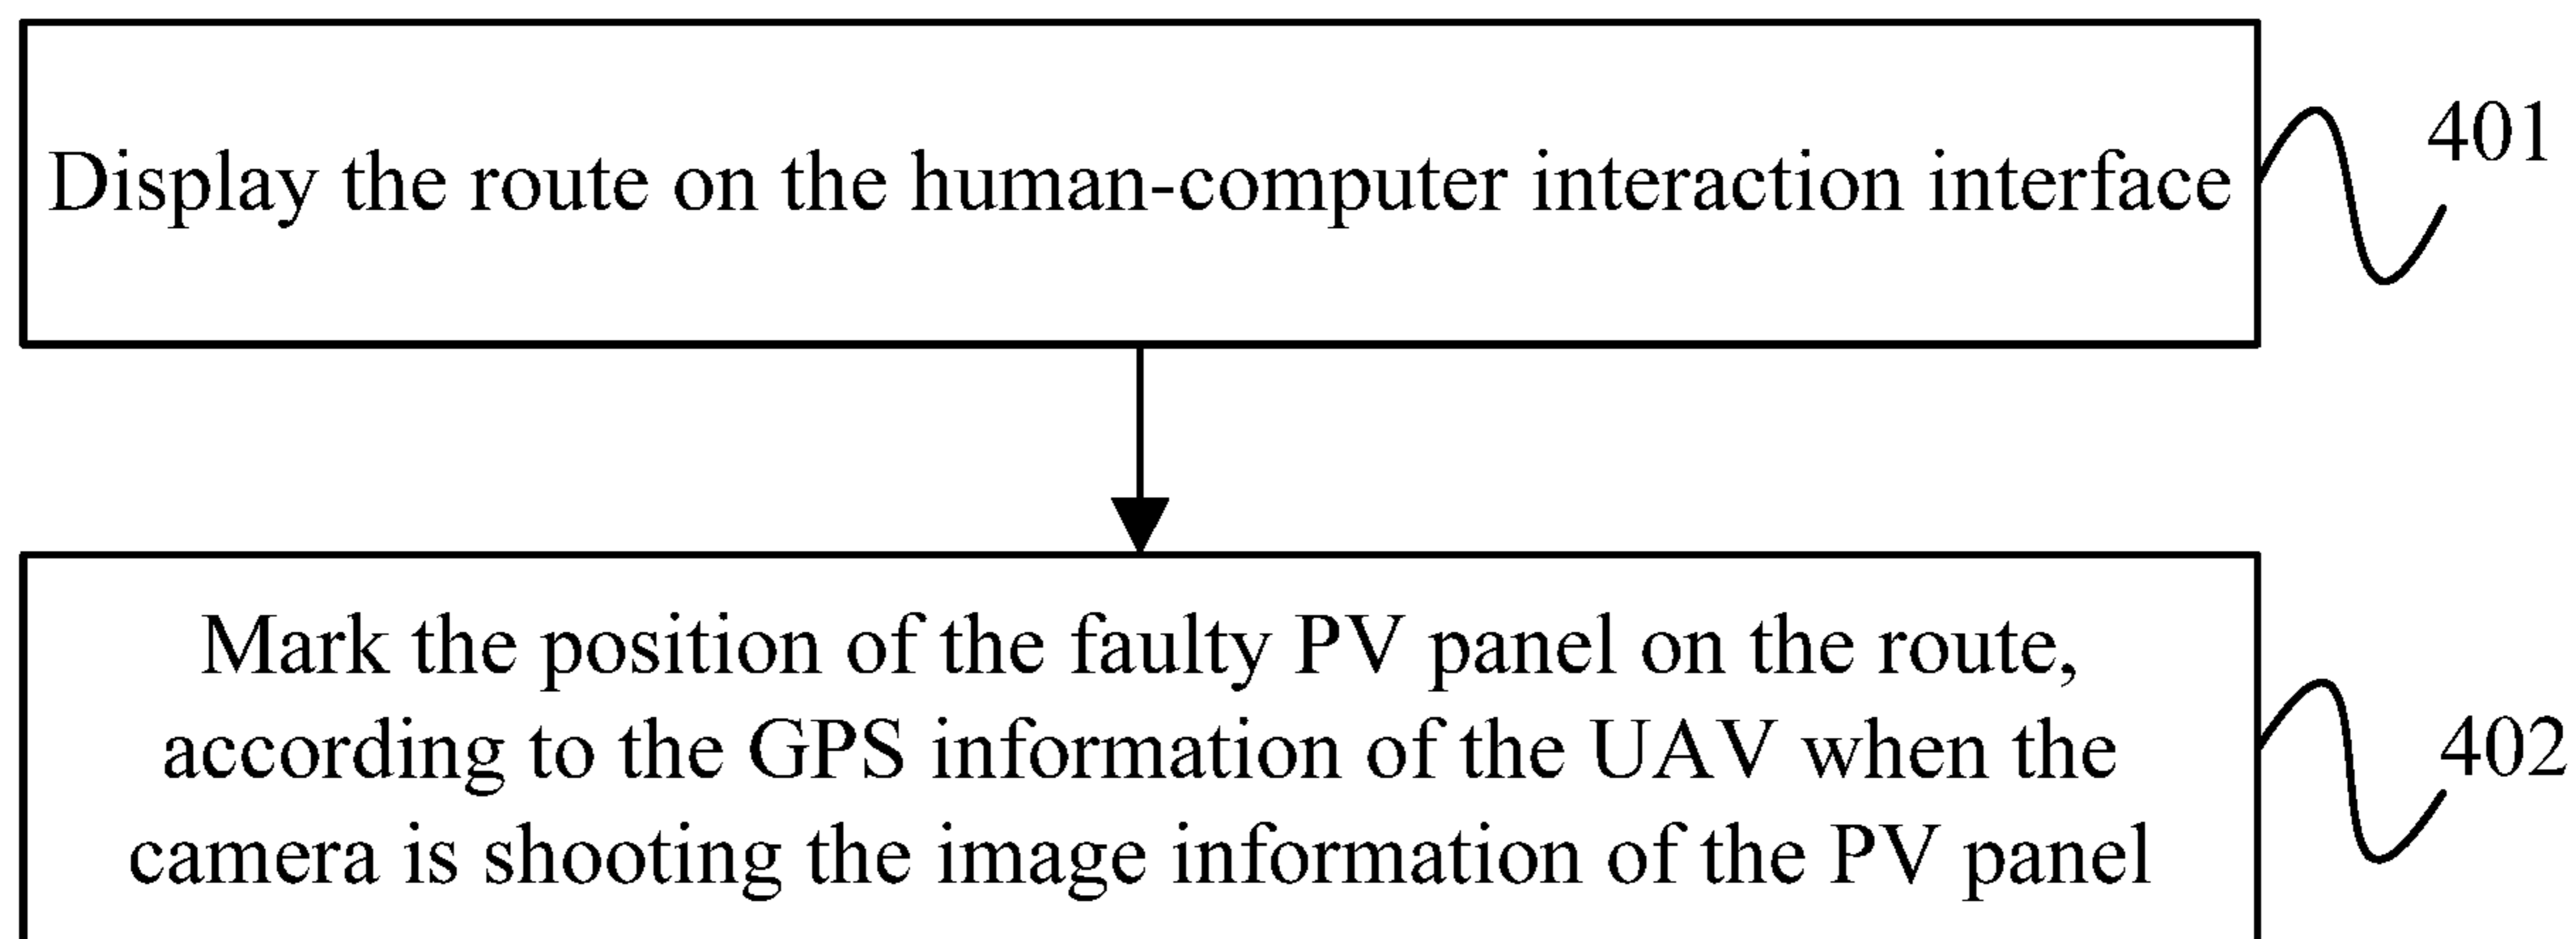 Display the route on the human-computer interaction interface
401
Mark the position of the faulty PV panel on the route,
according to the GPS information of the UAV when the
camera is shooting the image information of the PV panel
402